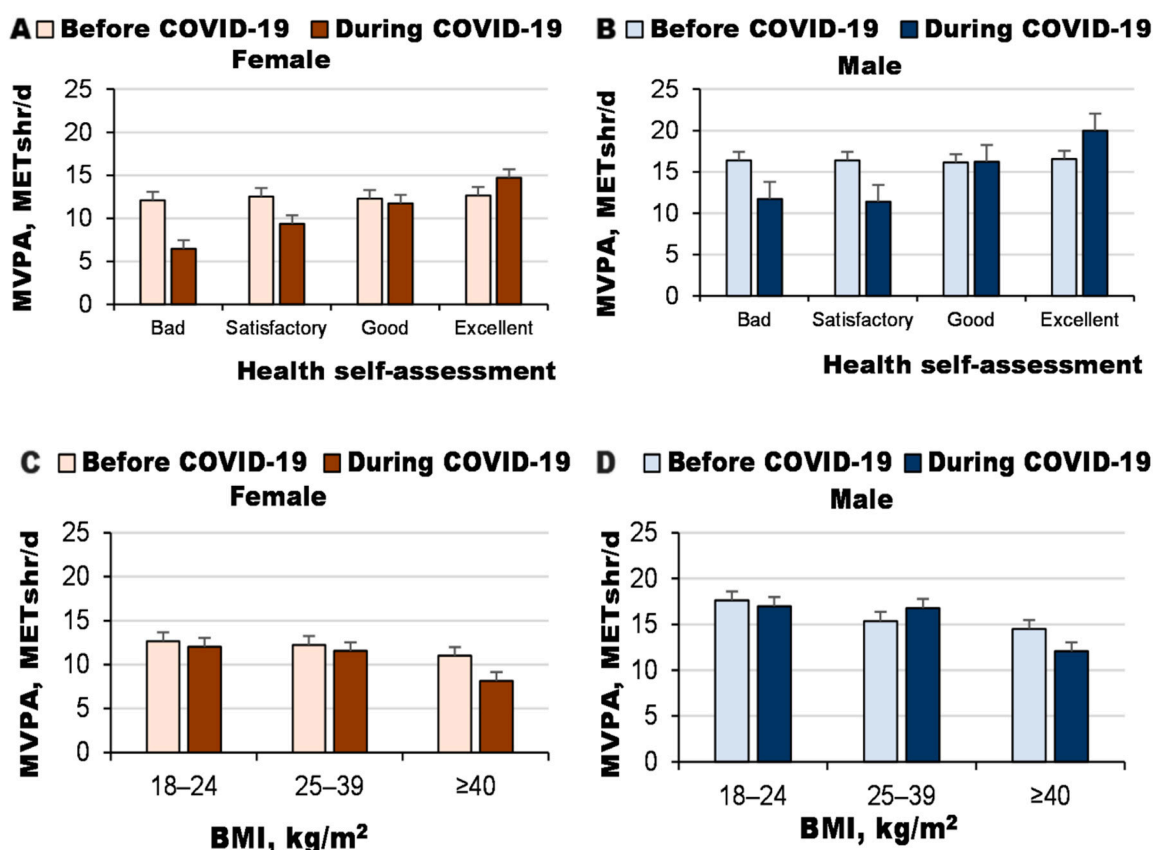 A Before COVID-19 During COVID-19
Female
MVPA, METshr/d
25
20
15
10
5
0
Bad Satisfactory Good Excellent
Health self-assessment
B Before COVID-19 During COVID-19
Male
MVPA, METshr/d
25
20
15
10
5
0
Bad Satisfactory Good Excellent
Health self-assessment
C Before COVID-19 During COVID-19
Female
MVPA, METshr/d
25
20
15
10
5
0
18–24 25–39 ≥40
BMI, kg/m²
D Before COVID-19 During COVID-19
Male
MVPA, METshr/d
25
20
15
10
5
0
18–24 25–39 ≥40
BMI, kg/m²